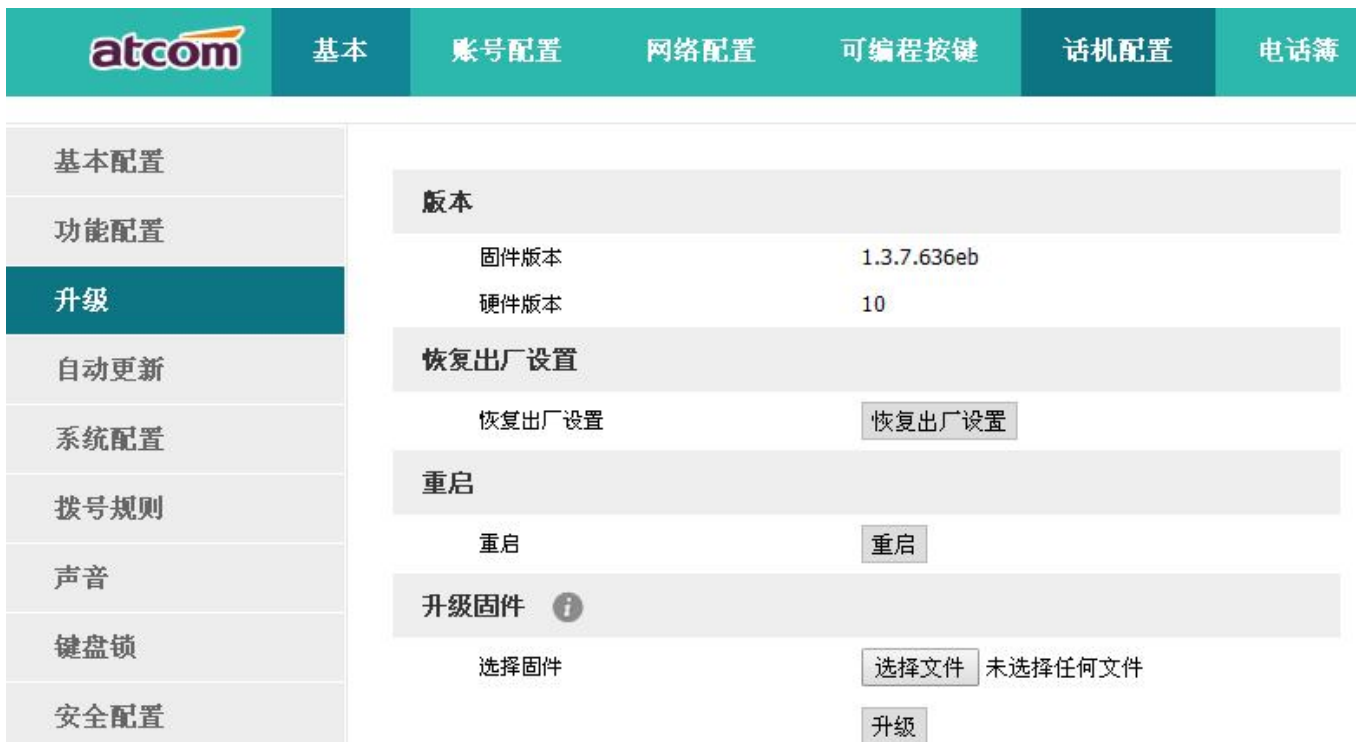 atcom 基本 账号配置 网络配置 可编程按键 话机配置 电话簿
基本配置
功能配置
升级
自动更新
系统配置
拨号规则
声音
键盘锁
安全配置
版本
固件版本 1.3.7.636eb
硬件版本 10
恢复出厂设置
恢复出厂设置 恢复出厂设置
重启
重启 重启
升级固件 i
选择固件 选择文件 未选择任何文件
升级